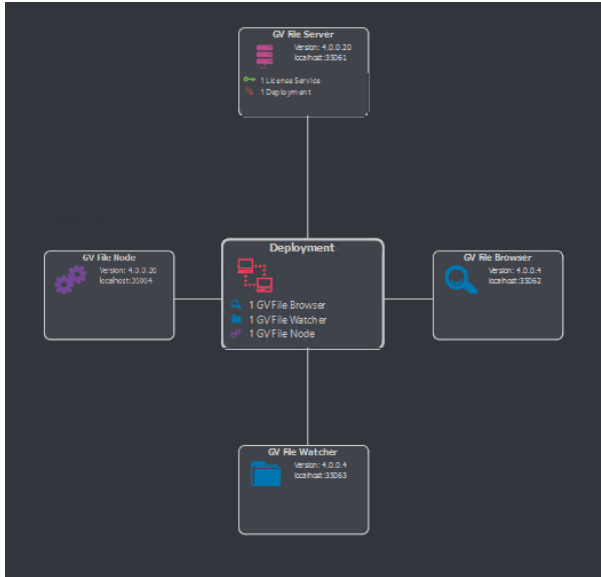 GV File Server
Version: 4.0.0.20
localhost:35061
1 License Service
1 Deployment
GV File Node
Version: 4.0.0.20
localhost:35064
Deployment
1 GV File Browser
1 GV File Watcher
1 GV File Node
GV File Browser
Version: 4.0.0.4
localhost:35062
GV File Watcher
Version: 4.0.0.4
localhost:35063